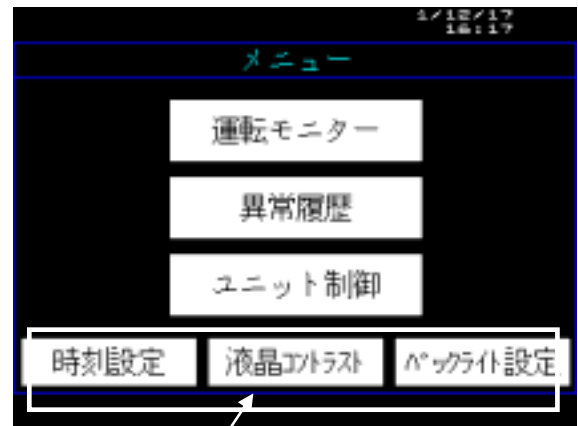 1/12/17
16:17
メニュー
運転モニター
異常履歴
ユニット制御
時刻設定 液晶コントラスト バックライト設定